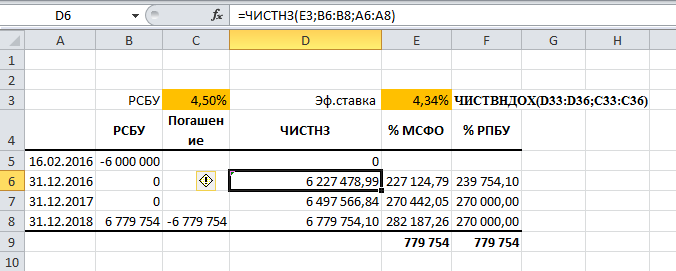 D6 fx =ЧИСТНЗ(E3;B6:B8;A6:A8)
A B C D E F G H
1
2
3 РСБУ 4,50% Эф.ставка 4,34% ЧИСТВНДОХ(D33:D36;C33:C36)
4 РСБУ Погашен ЧИСТНЗ % МСФО % РПБУ
ие
5 16.02.2016 -6 000 000 0
6 31.12.2016 0 6 227 478,99 227 124,79 239 754,10
7 31.12.2017 0 6 497 566,84 270 442,05 270 000,00
8 31.12.2018 6 779 754 -6 779 754 6 779 754,10 282 187,26 270 000,00
9 779 754 779 754
10